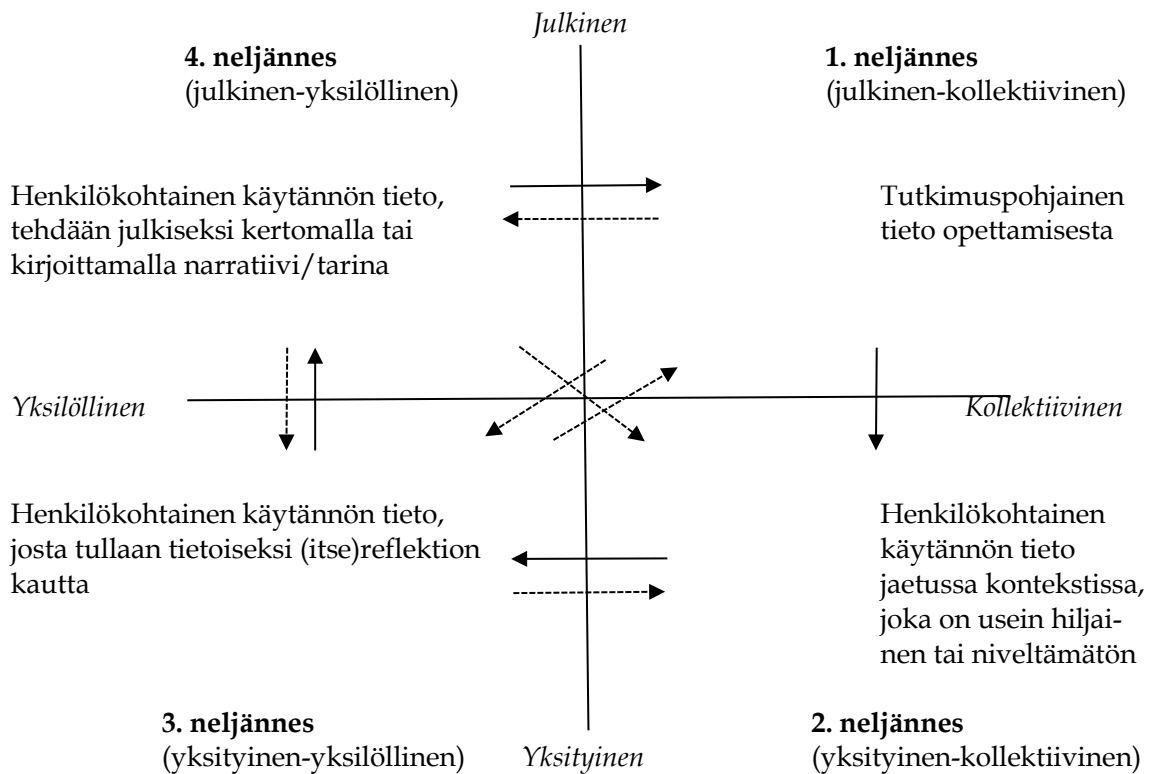 Julkinen
4. neljännes
(julkinen-yksilöllinen)
1. neljännes
(julkinen-kollektiivinen)
Henkilökohtainen käytännön tieto,
tehdään julkiseksi kertomalla tai
kirjoittamalla narratiivi/tarina
Tutkimuspohjainen
tieto opettamisesta
Yksilöllinen
Kollektiivinen
Henkilökohtainen käytännön tieto,
josta tullaan tietoiseksi (itse)reflektion
kautta
Henkilökohtainen
käytännön tieto
jaetussa kontekstissa,
joka on usein hiljai-
nen tai niveltämätön
3. neljännes
(yksityinen-yksilöllinen)
Yksityinen
2. neljännes
(yksityinen-kollektiivinen)